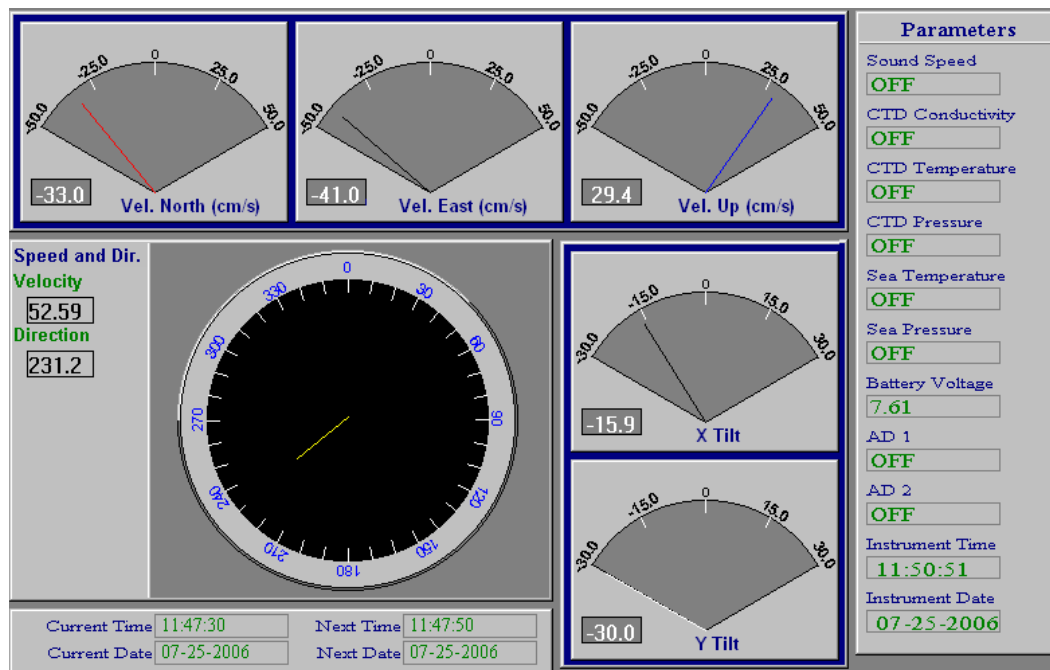 -50.0 -25.0 0 25.0 50.0
-33.0
Vel. North (cm/s)
-50.0 -25.0 0 25.0 50.0
-41.0
Vel. East (cm/s)
-50.0 -25.0 0 25.0 50.0
29.4
Vel. Up (cm/s)
Speed and Dir.
Velocity
52.59
Direction
231.2
0 30 60 90 120 150 180 210 240 270 300 330
-30.0 -15.0 0 15.0 30.0
-15.9
X Tilt
-30.0 -15.0 0 15.0 30.0
-30.0
Y Tilt
Current Time 11:47:30 Next Time 11:47:50
Current Date 07-25-2006 Next Date 07-25-2006
Parameters
Sound Speed
OFF
CTD Conductivity
OFF
CTD Temperature
OFF
CTD Pressure
OFF
Sea Temperature
OFF
Sea Pressure
OFF
Battery Voltage
7.61
AD 1
OFF
AD 2
OFF
Instrument Time
11:50:51
Instrument Date
07-25-2006